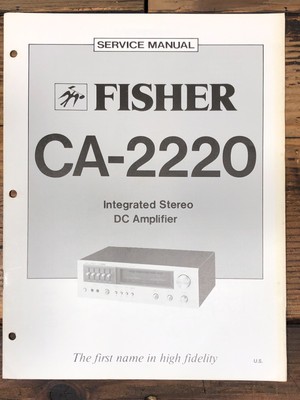 SERVICE MANUAL
FISHER
CA-2220
Integrated Stereo
DC Amplifier
The first name in high fidelity
U.S.